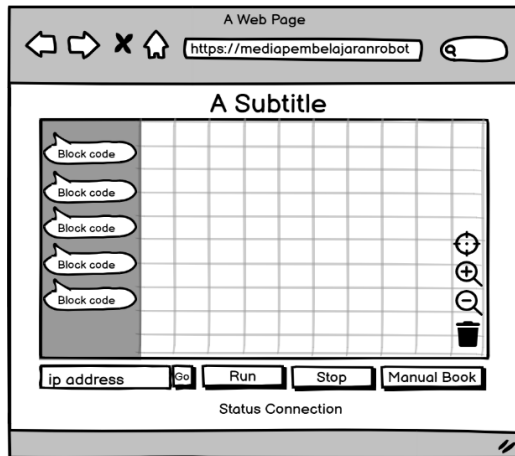 A Web Page
https://mediapembelajaranrobot
A Subtitle
Block code
Block code
Block code
Block code
Block code
ip address Go Run Stop Manual Book
Status Connection